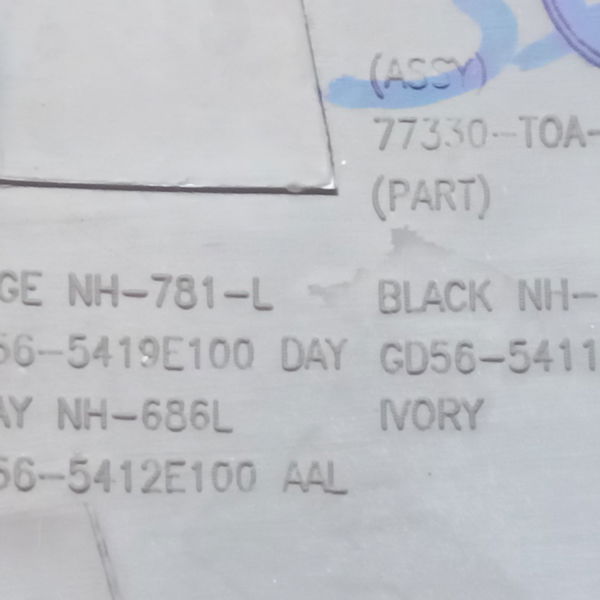 (ASSY)
77330-TOA-
(PART)
GE NH-781-L BLACK NH-
56-5419E100 DAY GD56-5411
AY NH-686L IVORY
56-5412E100 AAL